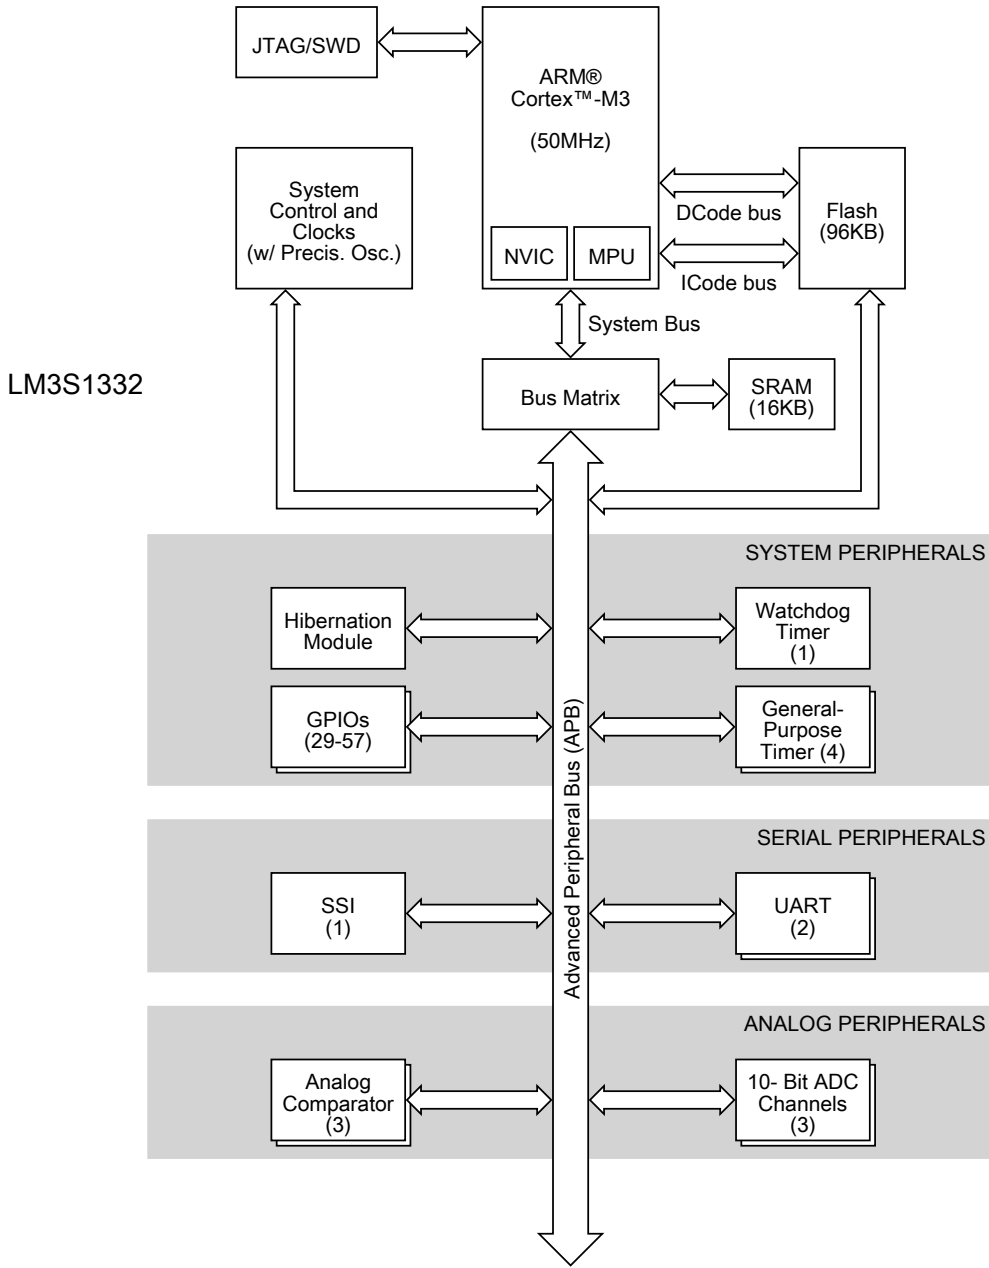 JTAG/SWD
ARM®
Cortex™-M3
(50MHz)
NVIC
MPU
System
Control and
Clocks
(w/ Precis. Osc.)
DCode bus
ICode bus
Flash
(96KB)
System Bus
LM3S1332
Bus Matrix
SRAM
(16KB)
SYSTEM PERIPHERALS
Hibernation
Module
Watchdog
Timer
(1)
GPIOs
(29-57)
General-
Purpose
Timer (4)
Advanced Peripheral Bus (APB)
SERIAL PERIPHERALS
SSI
(1)
UART
(2)
ANALOG PERIPHERALS
Analog
Comparator
(3)
10- Bit ADC
Channels
(3)